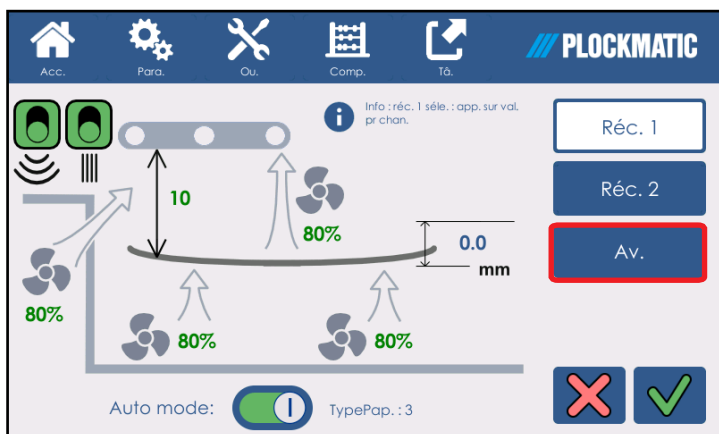 Acc.
Para.
Ou.
Comp.
Tâ.
PLOCKMATIC
Info : réc. 1 séle. : app. sur val.
pr chan.
Réc. 1
Réc. 2
Av.
10
80%
0.0
mm
80%
80%
80%
Auto mode:
TypePap. : 3